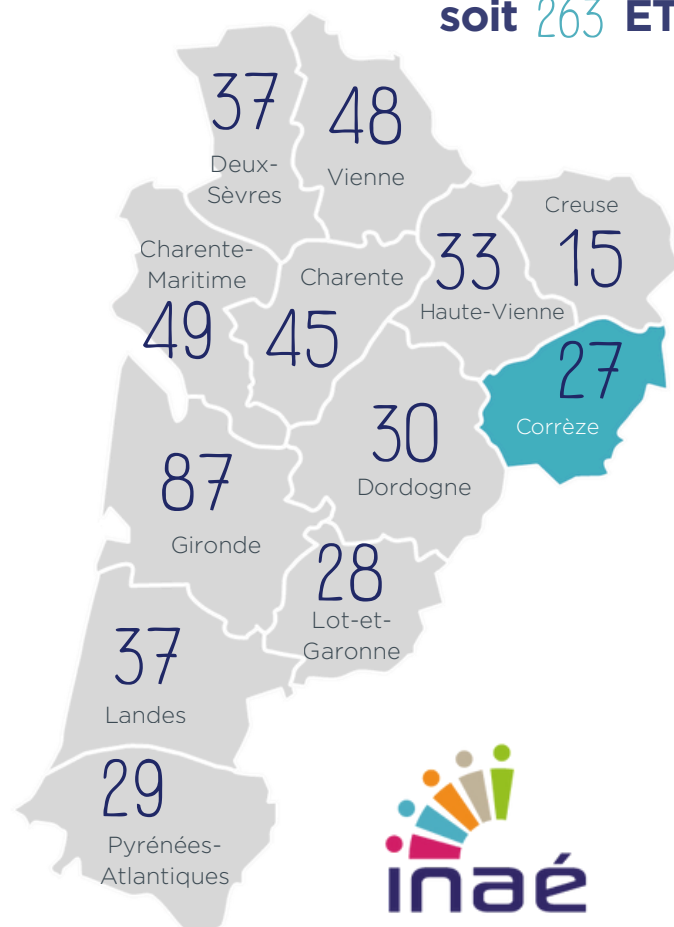 soit 263 ET
37
Deux-
Sèvres
48
Vienne
Creuse
15
Charente-
Maritime
49
Charente
45
33
Haute-Vienne
27
Corrèze
30
Dordogne
87
Gironde
28
Lot-et-
Garonne
37
Landes
29
Pyrénées-
Atlantiques
inaé